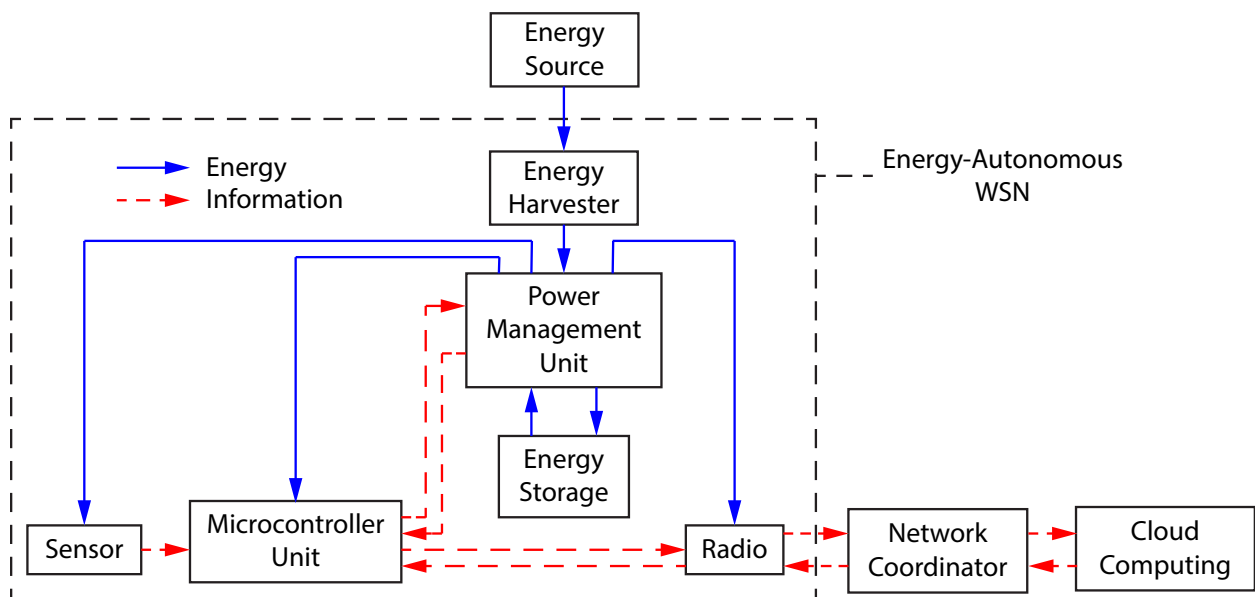 Energy
Source
Energy
Information
Energy
Harvester
Energy-Autonomous
WSN
Power
Management
Unit
Energy
Storage
Sensor
Microcontroller
Unit
Radio
Network
Coordinator
Cloud
Computing